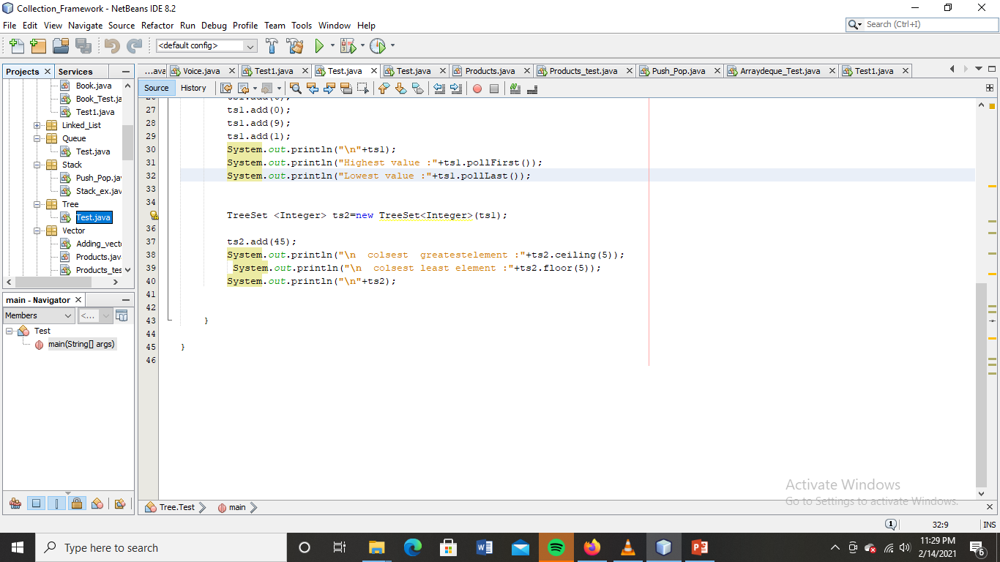 Collection_Framework - NetBeans IDE 8.2
File Edit View Navigate Source Refactor Run Debug Profile Team Tools Window Help
Search (Ctrl+I)
<default config>
Projects Services
...ava Voice.java Test1.java Test.java Test.java Products.java Products_test.java Push_Pop.java Arraydeque_Test.java Test1.java
Source History
Book.java
Book_Test.ja
Test1.java
Linked_List
Queue
Test.java
Stack
Push_Pop.jav
Stack_ex.jav
Tree
Test.java
Vector
Adding_vecto
Products.jav
Products_tes
main - Navigator
Members <...
Test
main(String[] args)
27 ts1.add(0);
28 ts1.add(9);
29 ts1.add(1);
30 System.out.println("\n"+ts1);
31 System.out.println("Highest value :"+ts1.pollFirst());
32 System.out.println("Lowest value :"+ts1.pollLast());
33
34
TreeSet <Integer> ts2=new TreeSet<Integer>(ts1);
36
37 ts2.add(45);
38 System.out.println("\n  colsest  greatestelement :"+ts2.ceiling(5));
39 System.out.println("\n  colsest least element :"+ts2.floor(5));
40 System.out.println("\n"+ts2);
41
42
43 }
44
45 }
46
Activate Windows
Go to Settings to activate Windows.
Tree.Test main
1 32:9 INS
Type here to search
11:29 PM
2/14/2021
6